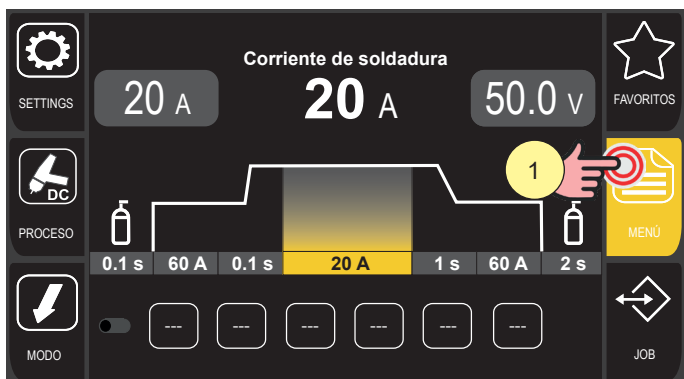 Corriente de soldadura
SETTINGS
20 A
20 A
50.0 V
FAVORITOS
1
DC
PROCESO
MENÚ
0.1 s 60 A 0.1 s 20 A 1 s 60 A 2 s
--- --- --- --- --- ---
MODO
JOB